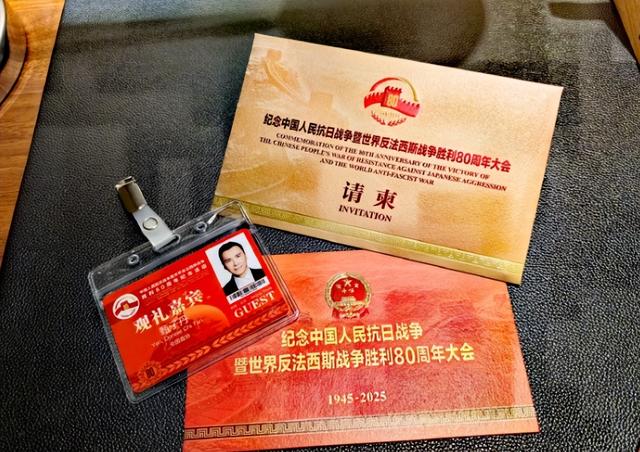 80
纪念中国人民抗日战争暨世界反法西斯战争胜利80周年大会
COMMEMORATION OF THE 80TH ANNIVERSARY OF THE VICTORY OF
THE CHINESE PEOPLE'S WAR OF RESISTANCE AGAINST JAPANESE AGGRESSION
AND THE WORLD ANTI-FASCIST WAR
请柬
INVITATION
观礼嘉宾
GUEST
纪念中国人民抗日战争
暨世界反法西斯战争胜利80周年大会
1945-2025